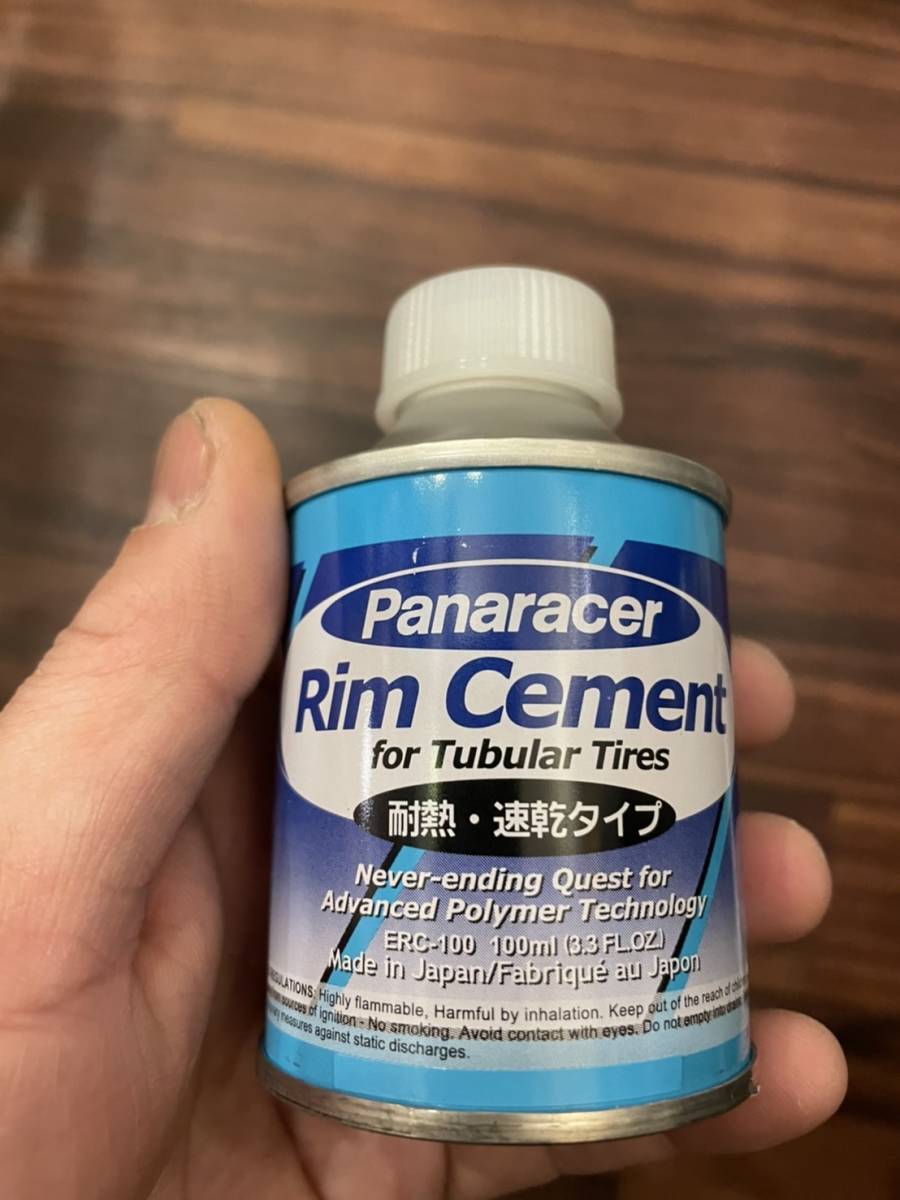 Panaracer
Rim Cement
for Tubular Tires
耐熱・速乾タイプ
Never-ending Quest for
Advanced Polymer Technology
ERC-100 100ml (3.3 FL.OZ.)
Made in Japan/Fabriqué au Japon
Highly flammable, Harmful by inhalation. Keep out of the reach of
sources of ignition - No smoking. Avoid contact with eyes. Do not empty into
measures against static discharges.